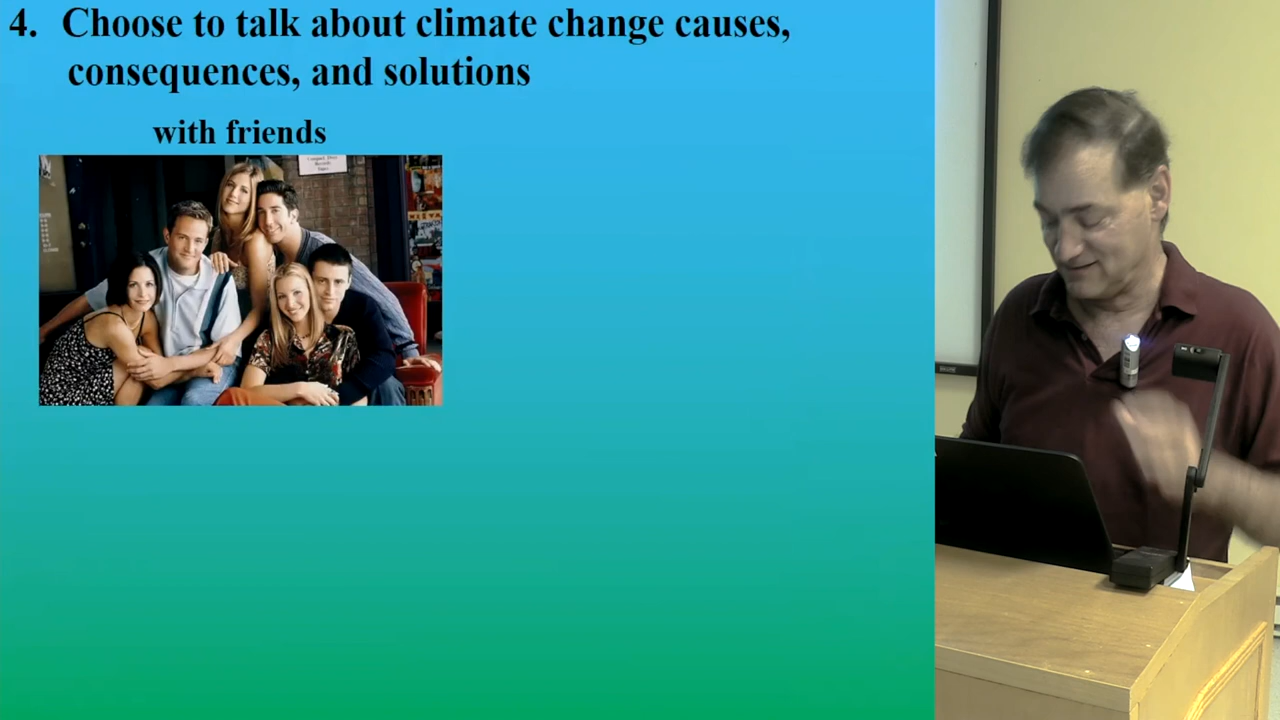 4. Choose to talk about climate change causes,
consequences, and solutions
with friends